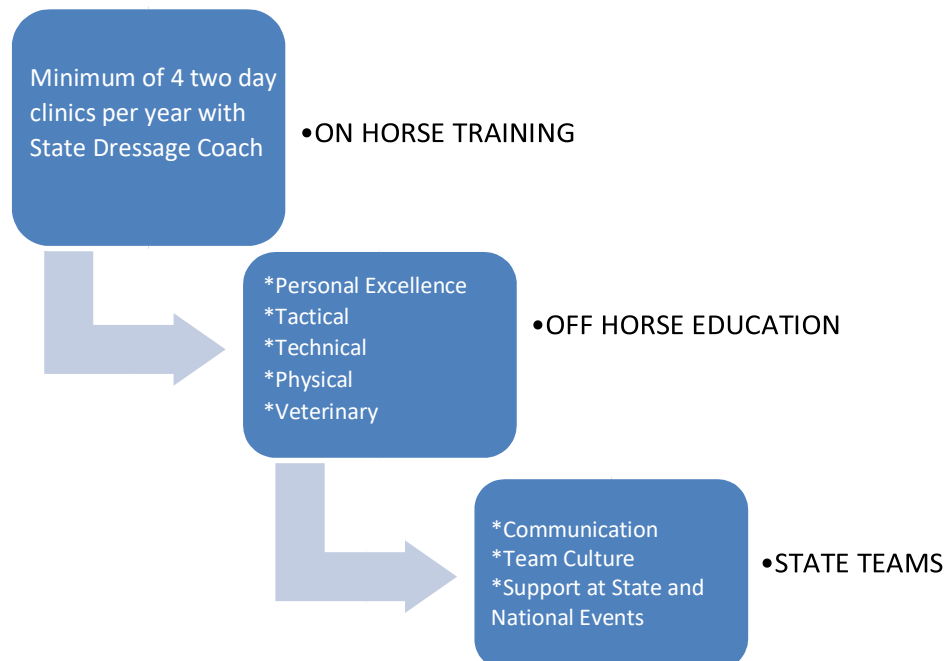 Minimum of 4 two day
clinics per year with
State Dressage Coach
•ON HORSE TRAINING
*Personal Excellence
*Tactical
*Technical
*Physical
*Veterinary
•OFF HORSE EDUCATION
*Communication
*Team Culture
*Support at State and
National Events
•STATE TEAMS